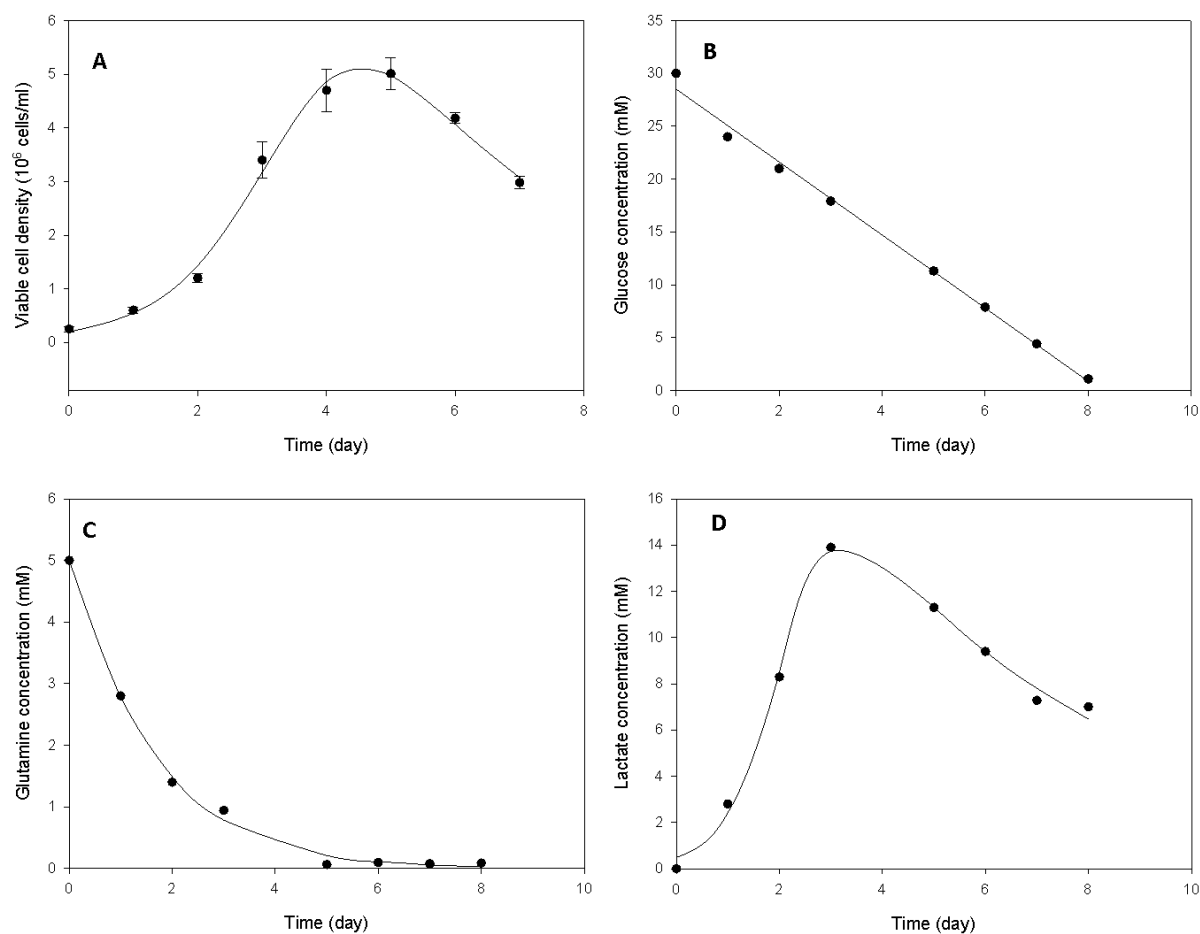 A
Viable cell density (10⁶ cells/ml)
6
5
4
3
2
1
0
0 2 4 6 8
Time (day)
B
Glucose concentration (mM)
35
30
25
20
15
10
5
0
0 2 4 6 8 10
Time (day)
C
Glutamine concentration (mM)
6
5
4
3
2
1
0
0 2 4 6 8 10
Time (day)
D
Lactate concentration (mM)
16
14
12
10
8
6
4
2
0
0 2 4 6 8 10
Time (day)